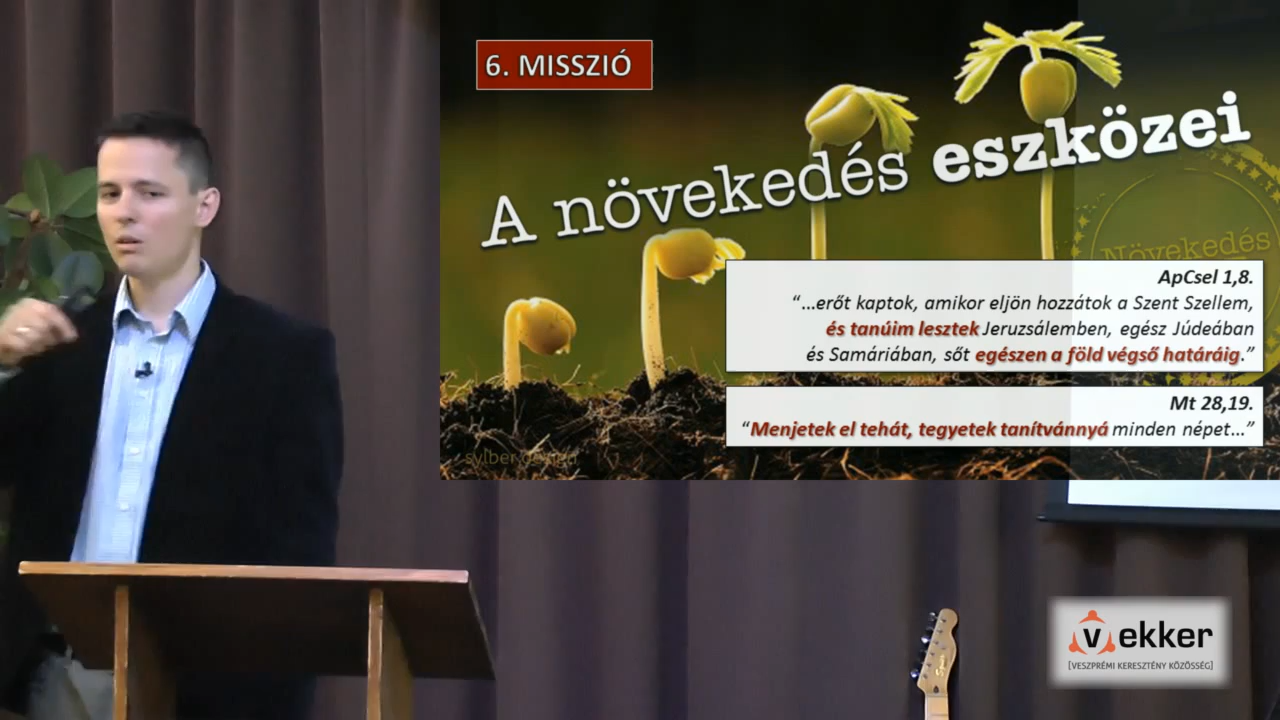 6. MISSZIÓ
A növekedés eszközei
Növekedés
ApCsel 1,8.
“...erőt kaptok, amikor eljön hozzátok a Szent Szellem,
és tanúim lesztek Jeruzsálemben, egész Júdeában
és Samáriában, sőt egészen a föld végső határáig.”
Mt 28,19.
“Menjetek el tehát, tegyetek tanítvánnyá minden népet...”
vekker
[VESZPRÉMI KERESZTÉNY KÖZÖSSÉG]